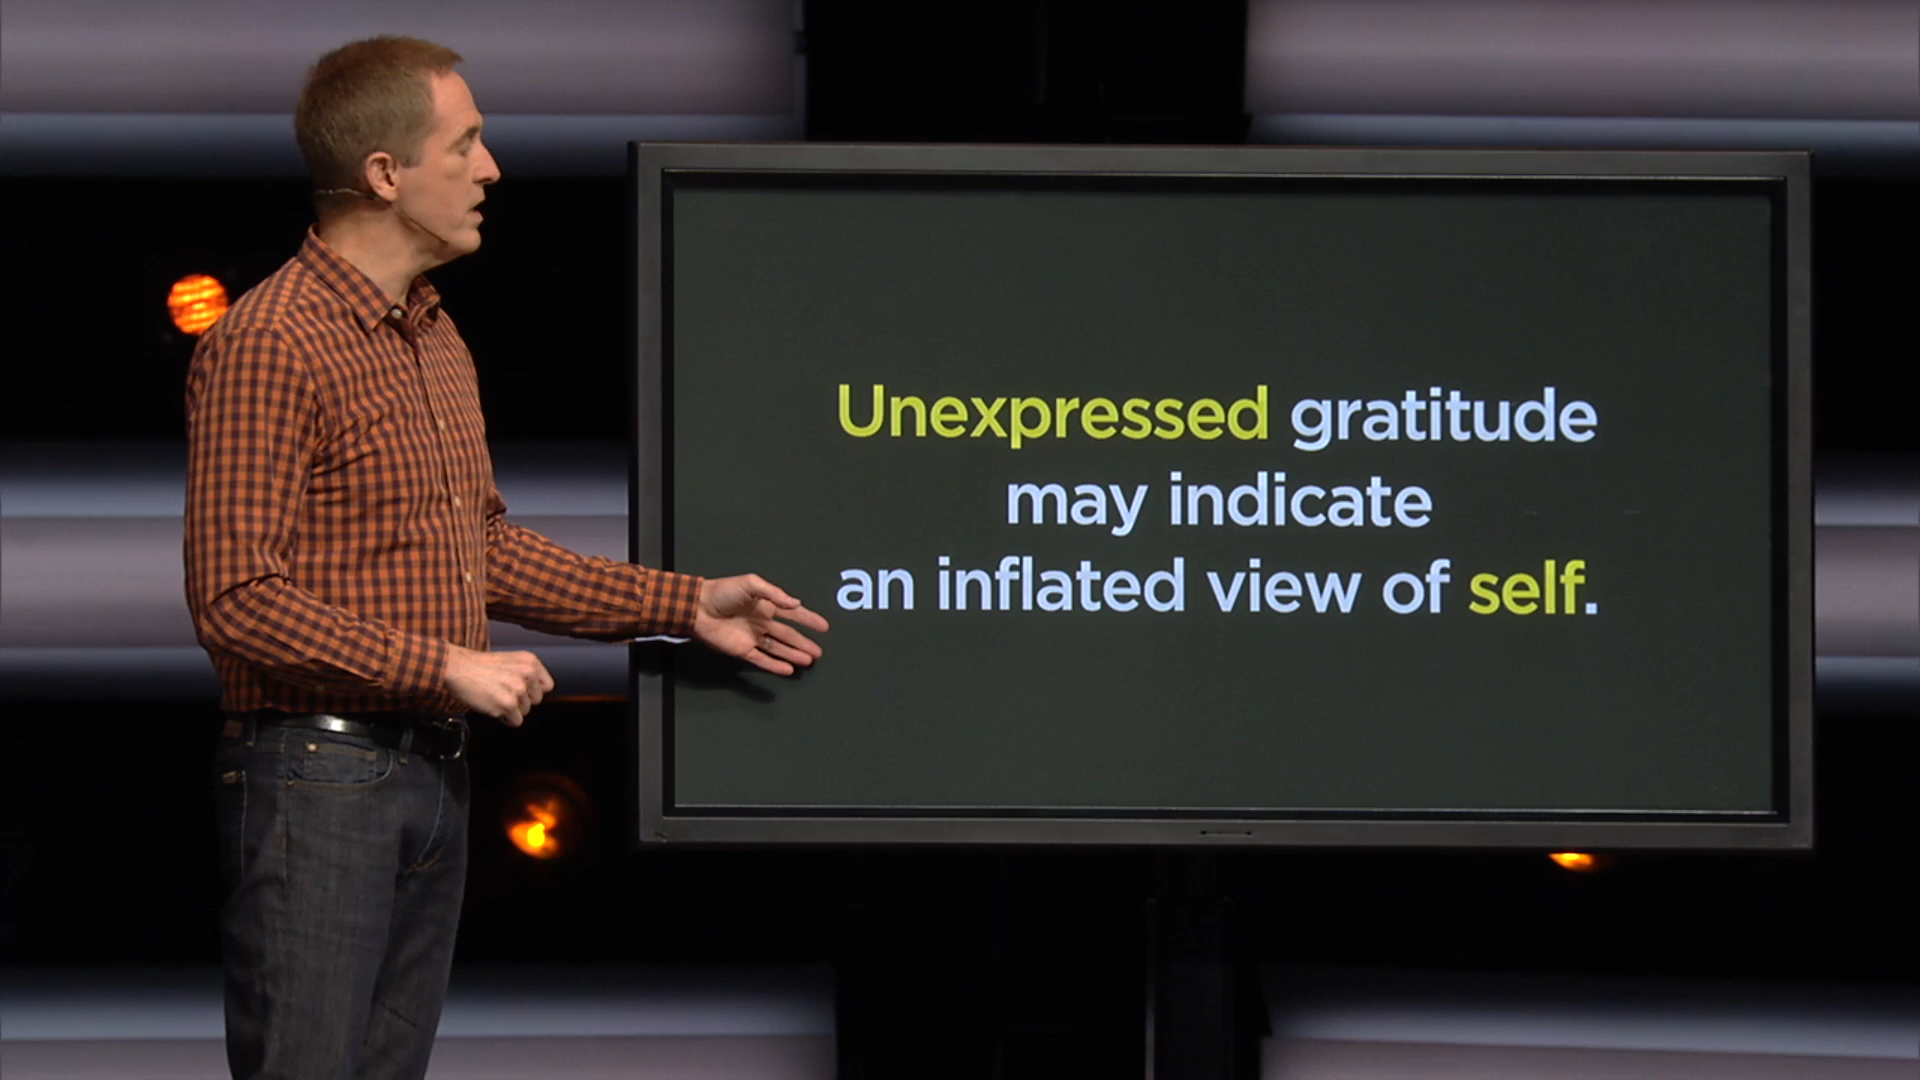 Unexpressed gratitude
may indicate
an inflated view of self.